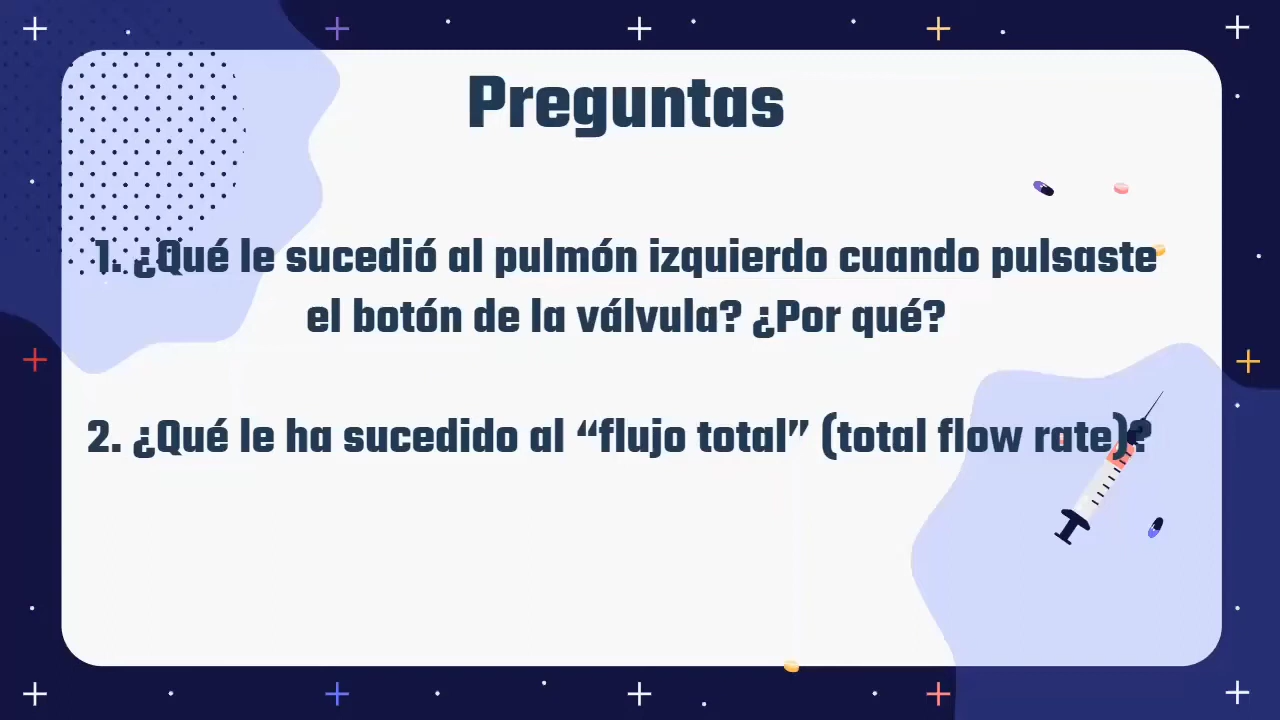 Preguntas
1. ¿Qué le sucedió al pulmón izquierdo cuando pulsaste
el botón de la válvula? ¿Por qué?
2. ¿Qué le ha sucedido al “flujo total” (total flow rate)?